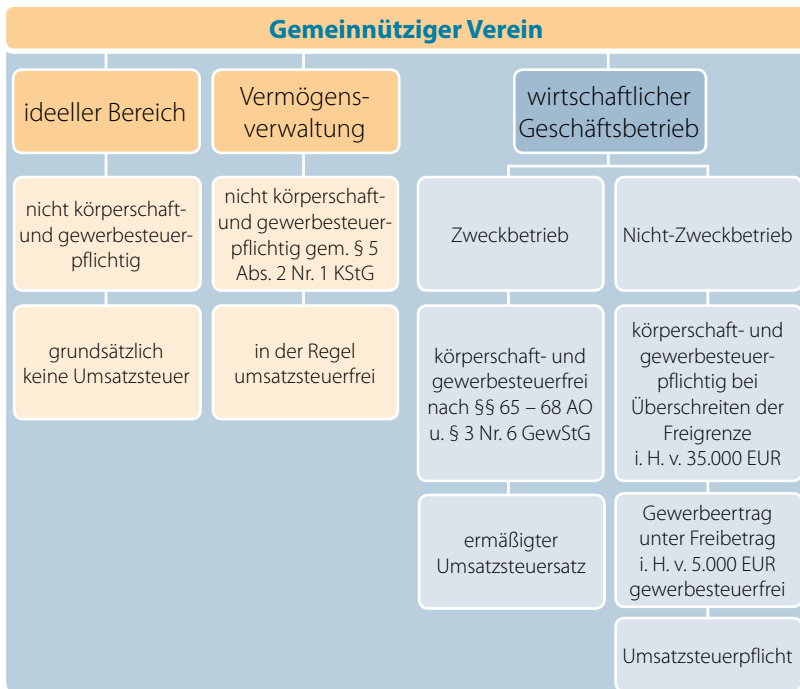 Gemeinnütziger Verein
ideeller Bereich
nicht körperschaft-
und gewerbesteuer-
pflichtig
grundsätzlich
keine Umsatzsteuer
Vermögens-
verwaltung
nicht körperschaft-
und gewerbesteuer-
pflichtig gem. § 5
Abs. 2 Nr. 1 KStG
in der Regel
umsatzsteuerfrei
wirtschaftlicher
Geschäftsbetrieb
Zweckbetrieb
körperschaft- und
gewerbesteuerfrei
nach §§ 65 – 68 AO
u. § 3 Nr. 6 GewStG
ermäßigter
Umsatzsteuersatz
Nicht-Zweckbetrieb
körperschaft- und
gewerbesteuer-
pflichtig bei
Überschreiten der
Freigrenze
i. H. v. 35.000 EUR
Gewerbeertrag
unter Freibetrag
i. H. v. 5.000 EUR
gewerbesteuerfrei
Umsatzsteuerpflicht